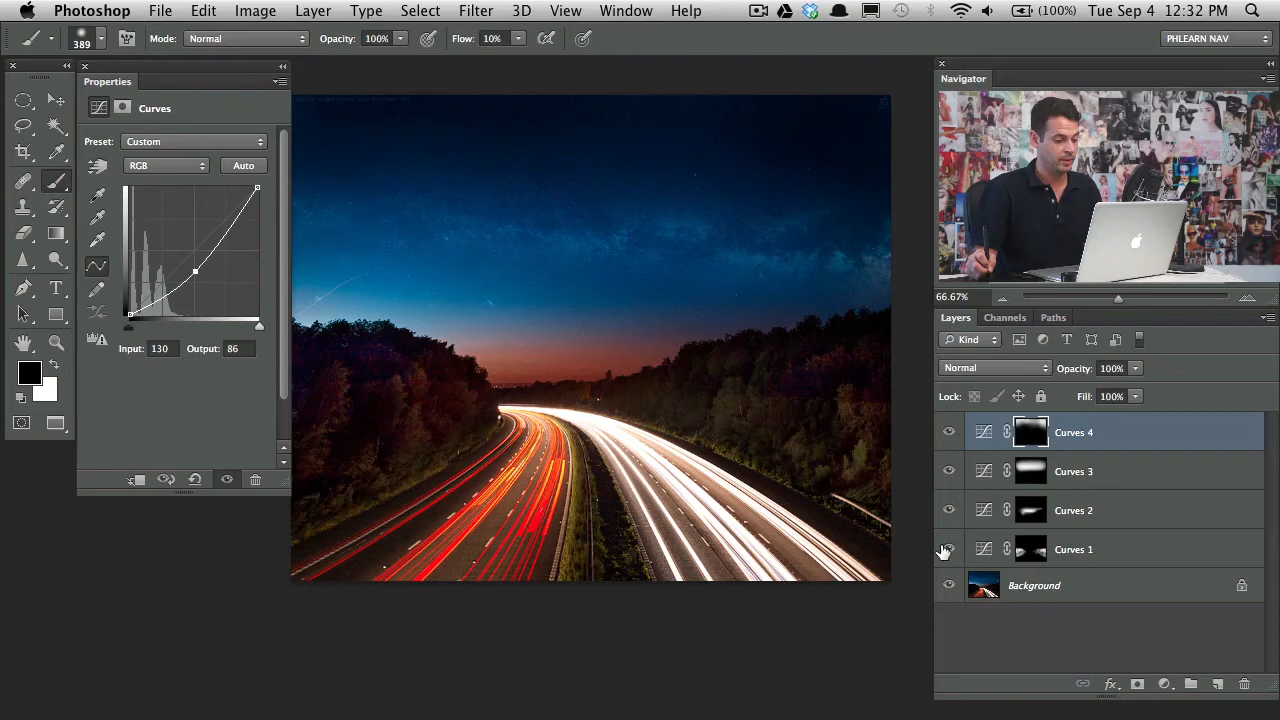 Photoshop File Edit Image Layer Type Select Filter 3D View Window Help (100%) Tue Sep 4 12:32 PM
389 Mode: Normal Opacity: 100% Flow: 10% PHLEARN NAV
Properties
Curves
Preset: Custom
RGB Auto
Input: 130 Output: 86
Navigator
66.67%
Layers Channels Paths
Kind
Normal Opacity: 100%
Lock: Fill: 100%
Curves 4
Curves 3
Curves 2
Curves 1
Background